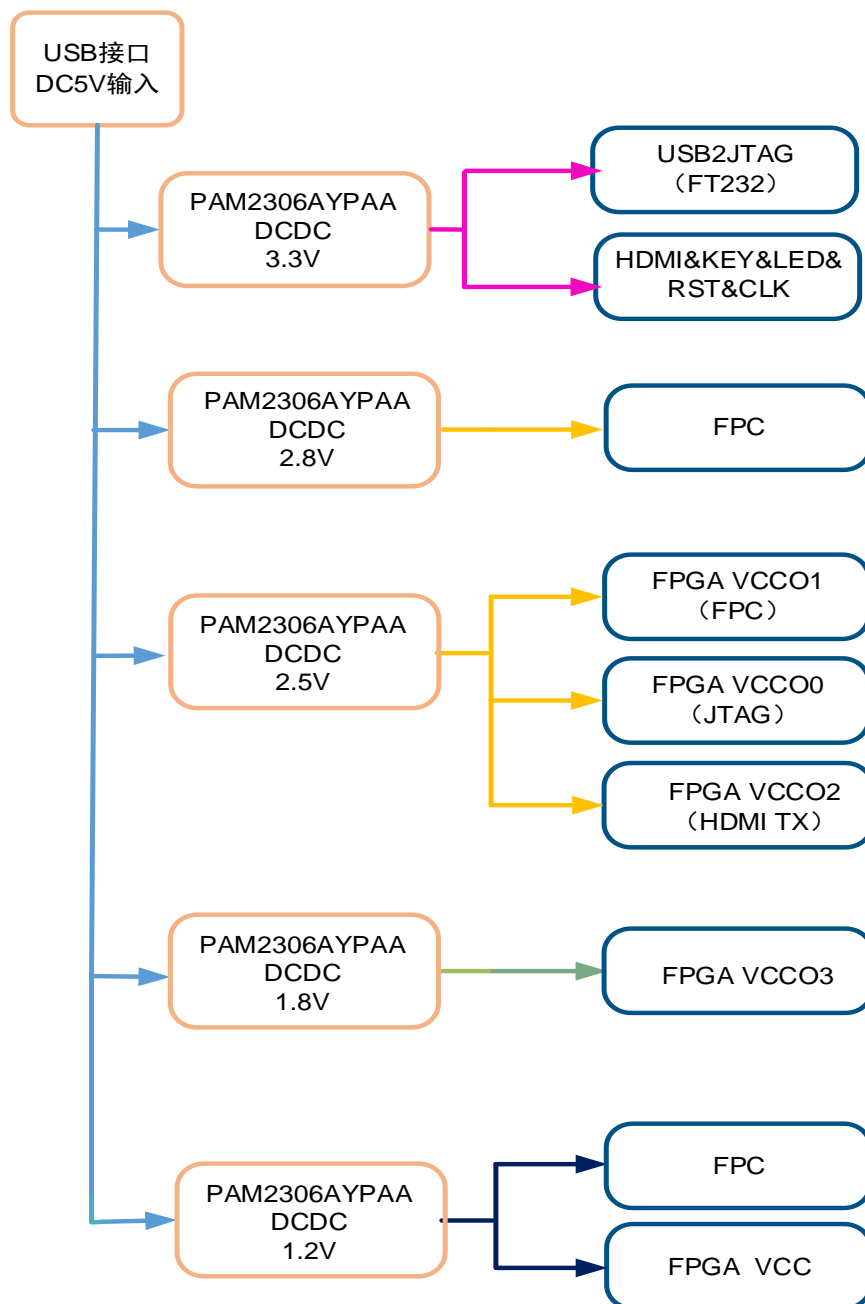 USB接口
DC5V输入
PAM2306AYPAA
DCDC
3.3V
USB2JTAG
（FT232）
HDMI&KEY&LED&
RST&CLK
PAM2306AYPAA
DCDC
2.8V
FPC
PAM2306AYPAA
DCDC
2.5V
FPGA VCCO1
（FPC）
FPGA VCCO0
（JTAG）
FPGA VCCO2
（HDMI TX）
PAM2306AYPAA
DCDC
1.8V
FPGA VCCO3
PAM2306AYPAA
DCDC
1.2V
FPC
FPGA  VCC